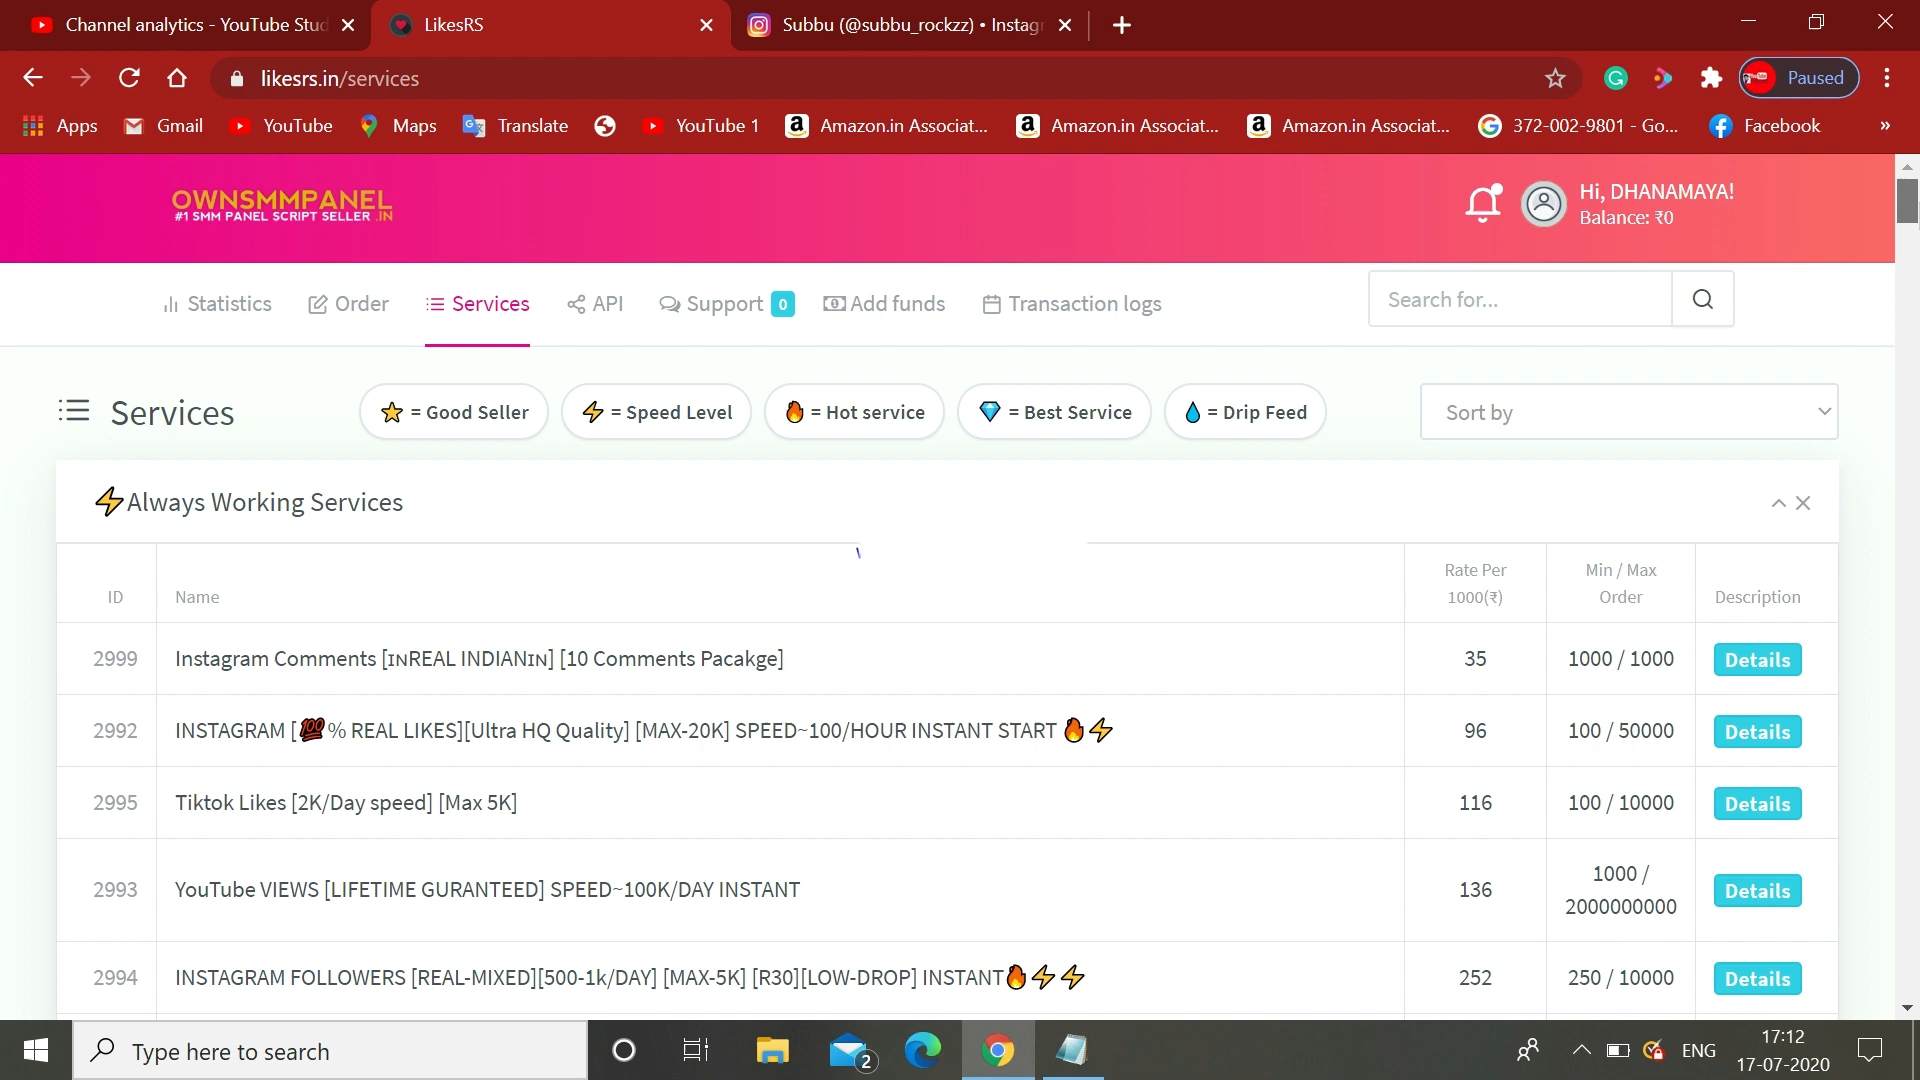 Channel analytics - YouTube Stud
LikesRS
Subbu (@subbu_rockzz) • Instagr
likesrs.in/services
Paused
Apps
Gmail
YouTube
Maps
Translate
YouTube 1
Amazon.in Associat...
Amazon.in Associat...
Amazon.in Associat...
372-002-9801 - Go...
Facebook
»
OWNSMMPANEL
#1 SMM PANEL SCRIPT SELLER .IN
Hi, DHANAMAYA!
Balance: ₹0
Statistics
Order
Services
API
Support 0
Add funds
Transaction logs
Search for...
Services
⭐ = Good Seller
⚡ = Speed Level
🔥 = Hot service
💎 = Best Service
💧 = Drip Feed
Sort by
⚡Always Working Services
ID
Name
Rate Per
1000(₹)
Min / Max
Order
Description
2999
Instagram Comments [ɪɴREAL INDIANɪɴ] [10 Comments Pacakge]
35
1000 / 1000
Details
2992
INSTAGRAM [💯% REAL LIKES][Ultra HQ Quality] [MAX-20K] SPEED~100/HOUR INSTANT START 🔥⚡
96
100 / 50000
Details
2995
Tiktok Likes [2K/Day speed] [Max 5K]
116
100 / 10000
Details
2993
YouTube VIEWS [LIFETIME GURANTEED] SPEED~100K/DAY INSTANT
136
1000 /
2000000000
Details
2994
INSTAGRAM FOLLOWERS [REAL-MIXED][500-1k/DAY] [MAX-5K] [R30][LOW-DROP] INSTANT🔥⚡⚡
252
250 / 10000
Details
Type here to search
2
ENG
17:12
17-07-2020